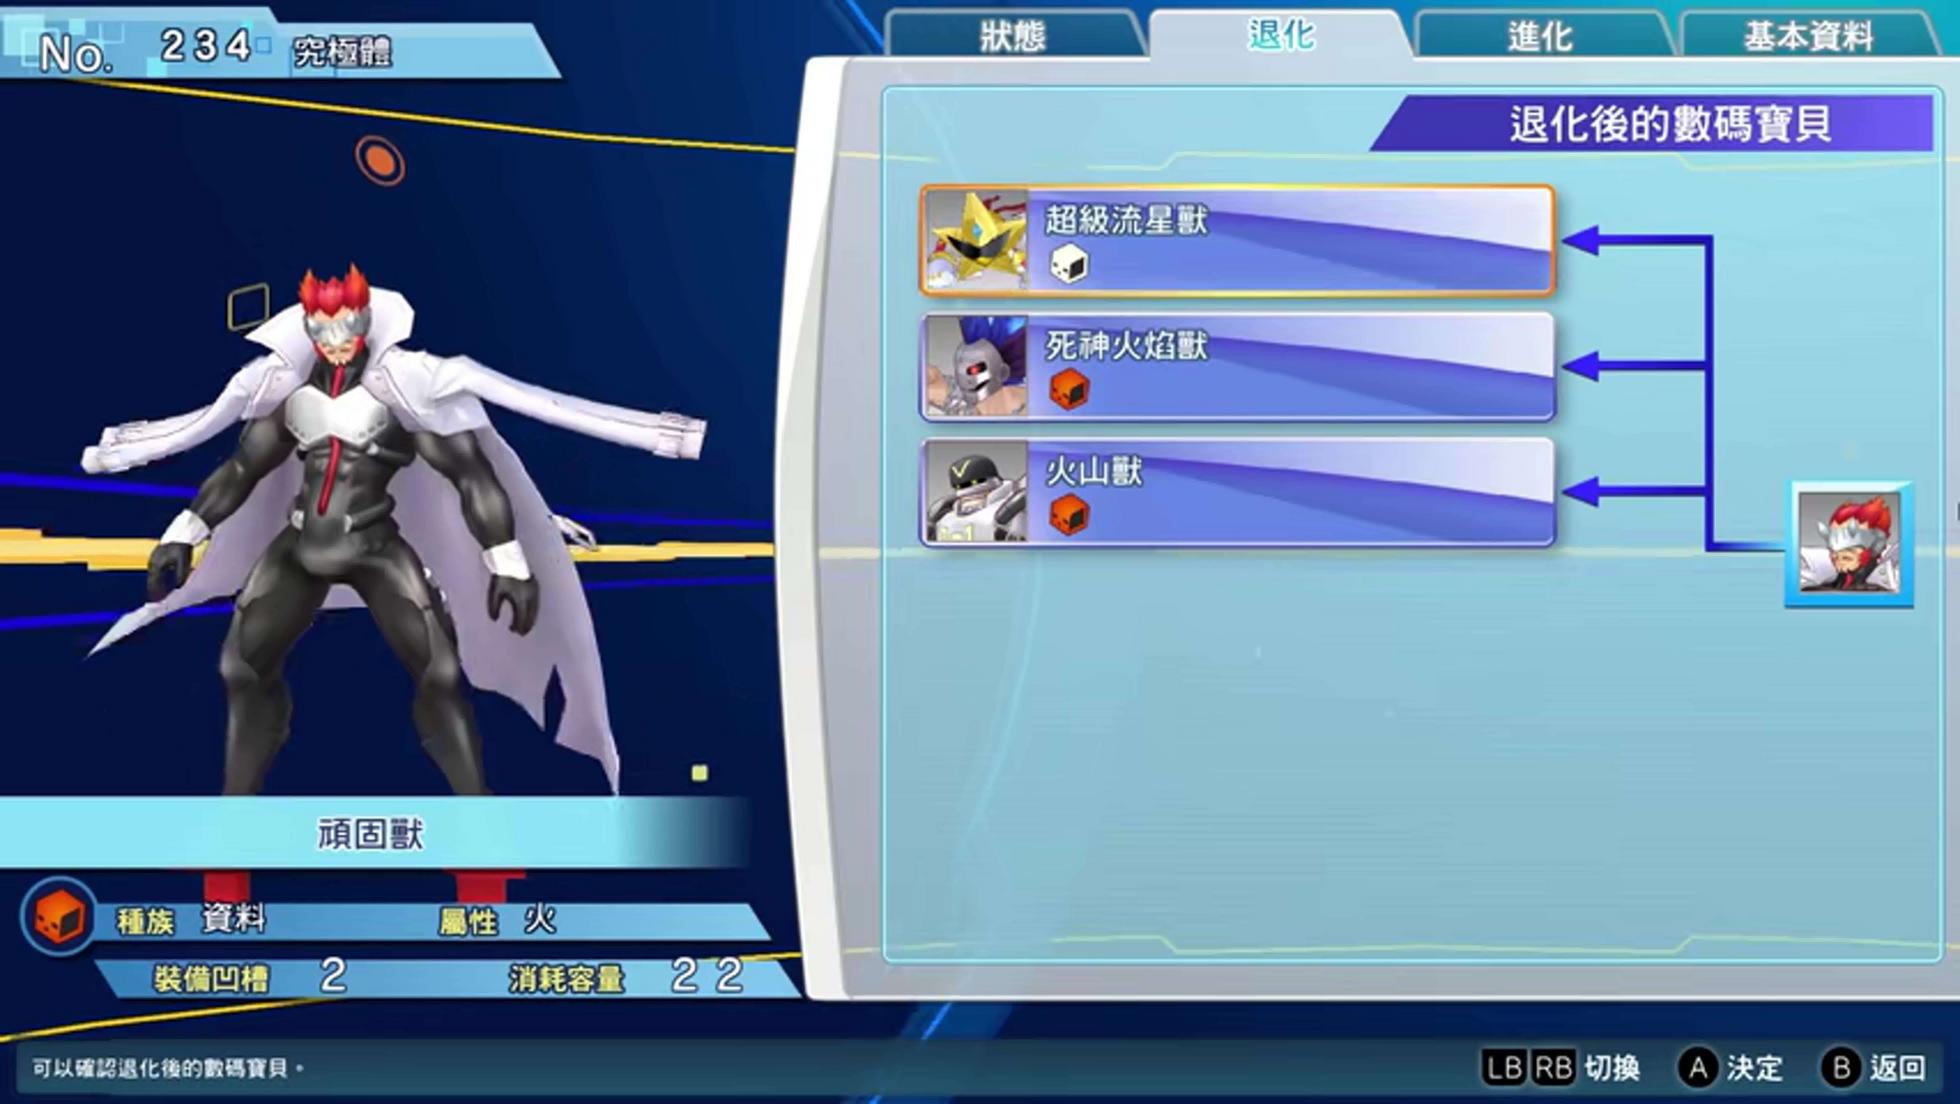 No. 234 究極體
狀態 退化 進化 基本資料
退化後的數碼寶貝
超級流星獸
死神火焰獸
火山獸
頑固獸
種族 資料 屬性 火
裝備凹槽 2 消耗容量 22
可以確認退化後的數碼寶貝。
LB RB 切換 A 決定 B 返回